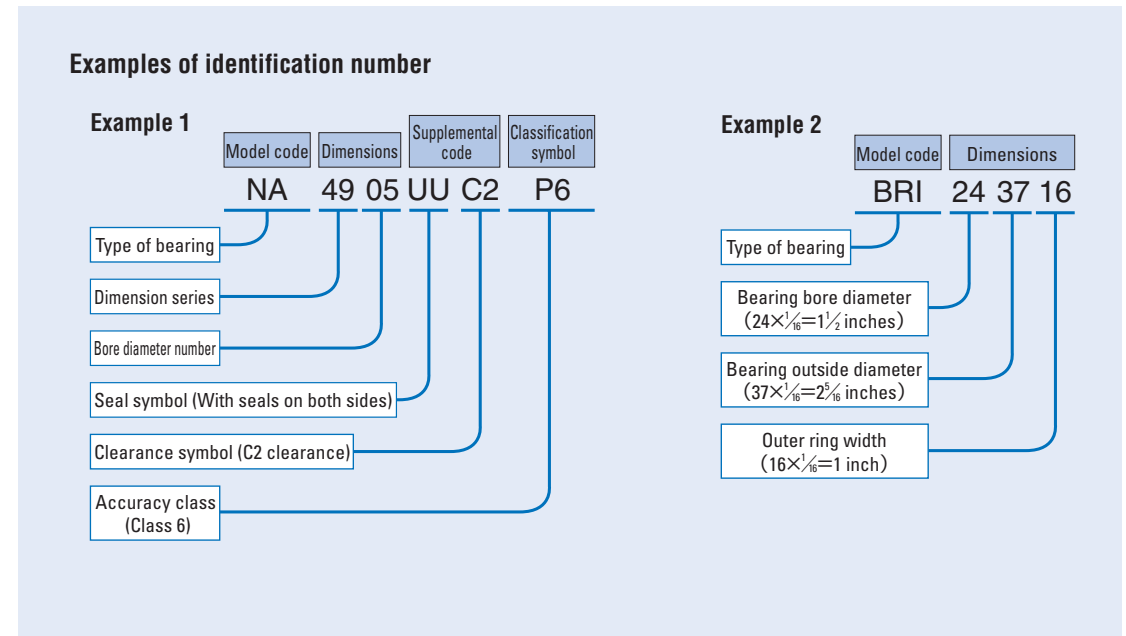 Examples of identification number
Example 1
Model code
Dimensions
Supplemental
code
Classification
symbol
NA 49 05 UU C2 P6
Type of bearing
Dimension series
Bore diameter number
Seal symbol (With seals on both sides)
Clearance symbol (C2 clearance)
Accuracy class
(Class 6)
Example 2
Model code
Dimensions
BRI 24 37 16
Type of bearing
Bearing bore diameter
(24×1⁄16=1 1⁄2 inches)
Bearing outside diameter
(37×1⁄16=2 5⁄16 inches)
Outer ring width
(16×1⁄16=1 inch)